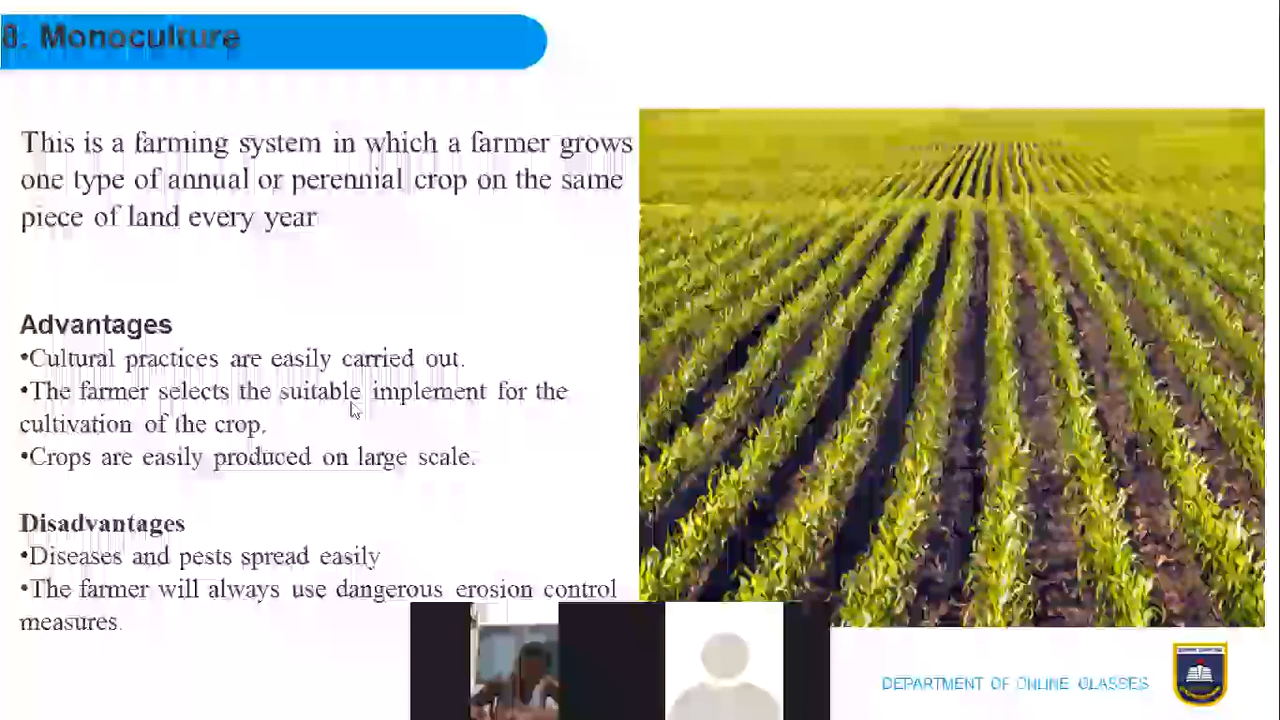 8. Monoculture
This is a farming system in which a farmer grows
one type of annual or perennial crop on the same
piece of land every year
Advantages
•Cultural practices are easily carried out.
•The farmer selects the suitable implement for the
cultivation of the crop.
•Crops are easily produced on large scale.
Disadvantages
•Diseases and pests spread easily
•The farmer will always use dangerous erosion control
measures.
DEPARTMENT OF ONLINE CLASSES